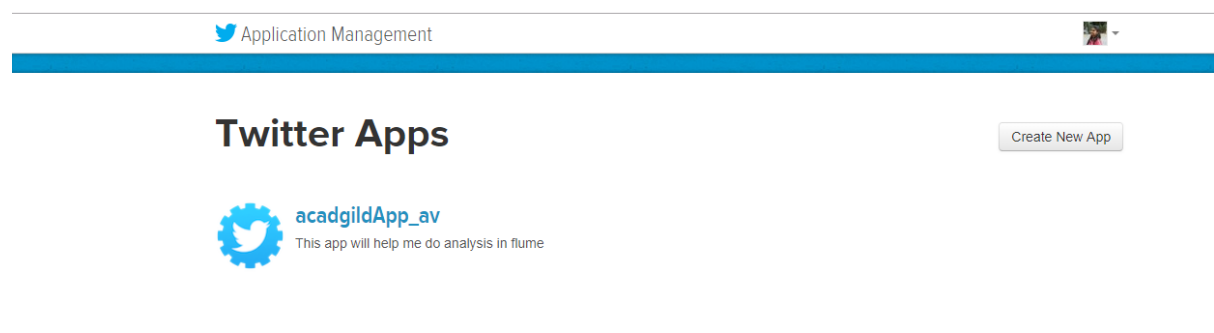 Application Management
Twitter Apps
Create New App
acadgildApp_av
This app will help me do analysis in flume